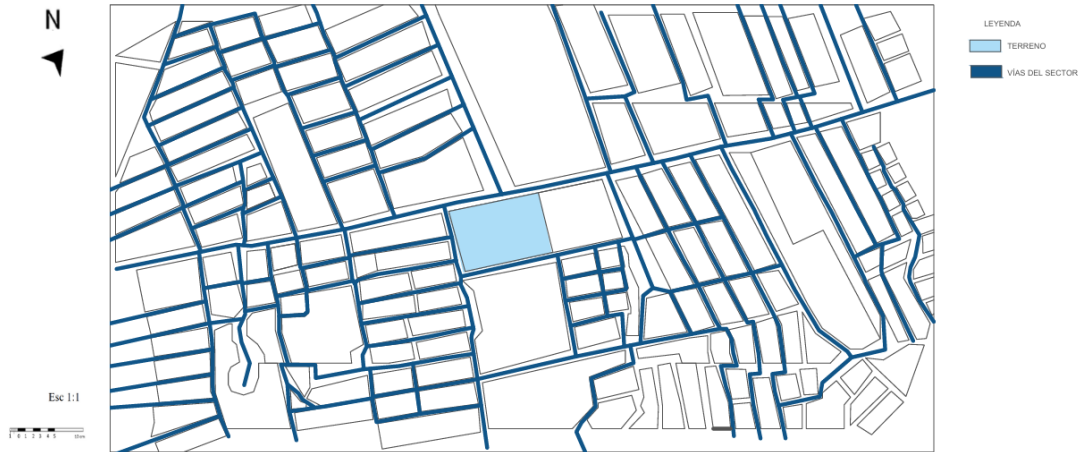 N
LEYENDA
TERRENO
VÍAS DEL SECTOR
Esc 1:1